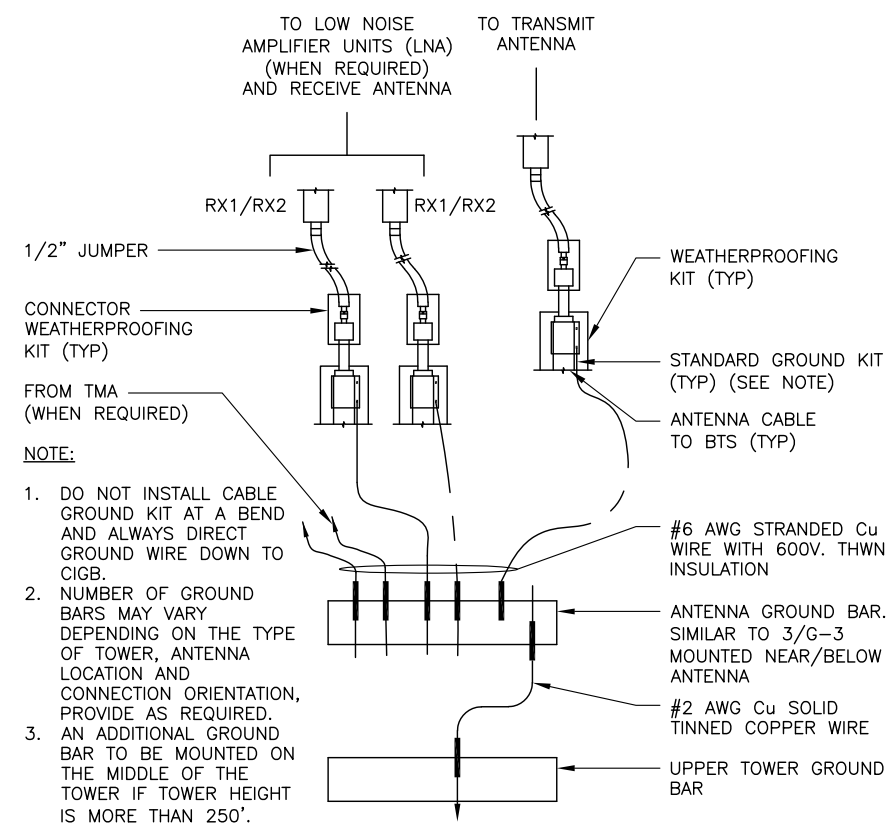 TO LOW NOISE
AMPLIFIER UNITS (LNA)
(WHEN REQUIRED)
AND RECEIVE ANTENNA
TO TRANSMIT
ANTENNA
RX1/RX2
RX1/RX2
1/2" JUMPER
CONNECTOR
WEATHERPROOFING
KIT (TYP)
FROM TMA
(WHEN REQUIRED)
WEATHERPROOFING
KIT (TYP)
STANDARD GROUND KIT
(TYP) (SEE NOTE)
ANTENNA CABLE
TO BTS (TYP)
NOTE:
1. DO NOT INSTALL CABLE
GROUND KIT AT A BEND
AND ALWAYS DIRECT
GROUND WIRE DOWN TO
CIGB.
2. NUMBER OF GROUND
BARS MAY VARY
DEPENDING ON THE TYPE
OF TOWER, ANTENNA
LOCATION AND
CONNECTION ORIENTATION,
PROVIDE AS REQUIRED.
3. AN ADDITIONAL GROUND
BAR TO BE MOUNTED ON
THE MIDDLE OF THE
TOWER IF TOWER HEIGHT
IS MORE THAN 250'.
#6 AWG STRANDED Cu
WIRE WITH 600V. THWN
INSULATION
ANTENNA GROUND BAR.
SIMILAR TO 3/G-3
MOUNTED NEAR/BELOW
ANTENNA
#2 AWG Cu SOLID
TINNED COPPER WIRE
UPPER TOWER GROUND
BAR